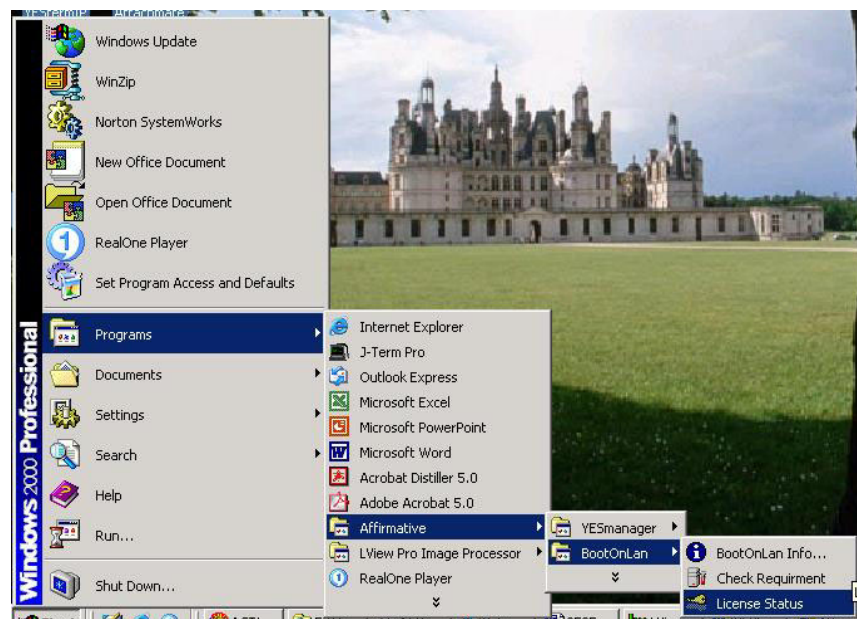 YEStermIP Attachmate
Windows Update
WinZip
Norton SystemWorks
New Office Document
Open Office Document
RealOne Player
Set Program Access and Defaults
Programs
Documents
Settings
Search
Help
Run...
Shut Down...
Windows 2000 Professional
Internet Explorer
J-Term Pro
Outlook Express
Microsoft Excel
Microsoft PowerPoint
Microsoft Word
Acrobat Distiller 5.0
Adobe Acrobat 5.0
Affirmative
LView Pro Image Processor
RealOne Player
YESmanager
BootOnLan
BootOnLan Info...
Check Requirment
License Status